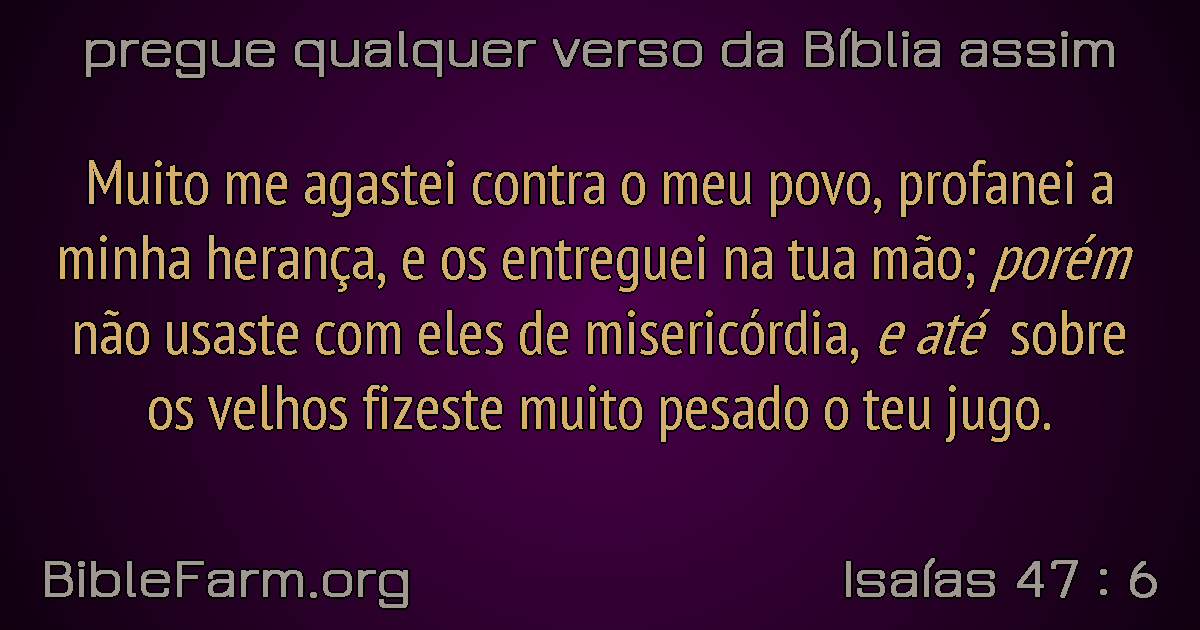 pregue qualquer verso da Bíblia assim
Muito me agastei contra o meu povo, profanei a
minha herança, e os entreguei na tua mão; porém
não usaste com eles de misericórdia, e até sobre
os velhos fizeste muito pesado o teu jugo.
BibleFarm.org
Isaías 47 : 6